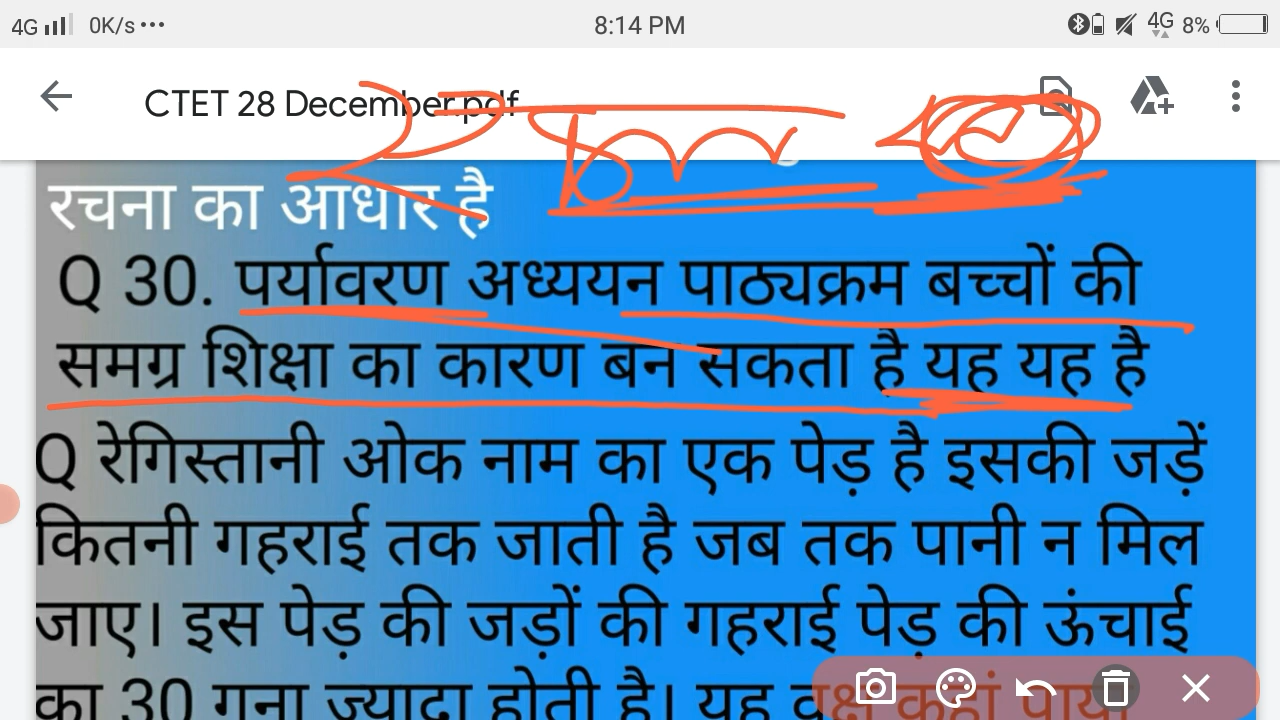 4G 0K/s ••• 8:14 PM 4G 8%
CTET 28 December.pdf
रचना का आधार है
Q 30. पर्यावरण अध्ययन पाठ्यक्रम बच्चों की
समग्र शिक्षा का कारण बन सकता है यह यह है
Q रेगिस्तानी ओक नाम का एक पेड़ है इसकी जड़ें
कितनी गहराई तक जाती है जब तक पानी न मिल
जाए। इस पेड़ की जड़ों की गहराई पेड़ की ऊंचाई
का 30 गुना ज्यादा होती है। यह वृक्ष कहां